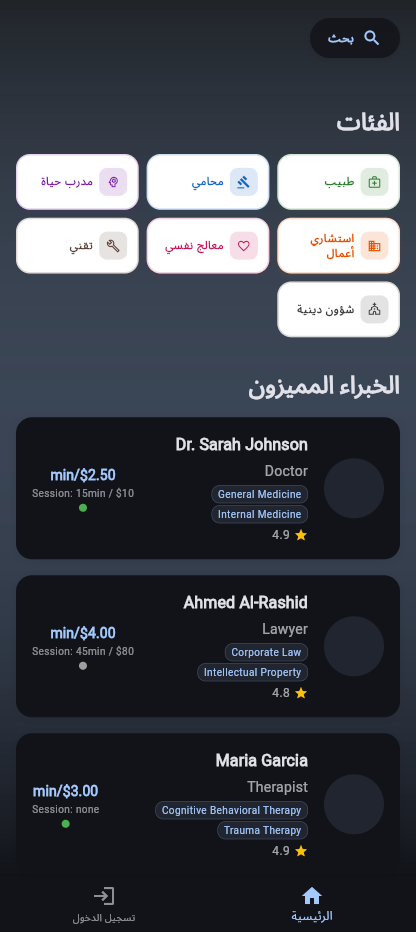 بحث
الفئات
طبيب
محامي
مدرب حياة
استشاري
أعمال
معالج نفسي
تقني
شؤون دينية
الخبراء المميزون
Dr. Sarah Johnson
Doctor
General Medicine
Internal Medicine
4.9
min/$2.50
Session: 15min / $10
Ahmed Al-Rashid
Lawyer
Corporate Law
Intellectual Property
4.8
min/$4.00
Session: 45min / $80
Maria Garcia
Therapist
Cognitive Behavioral Therapy
Trauma Therapy
4.9
min/$3.00
Session: none
الرئيسية
تسجيل الدخول